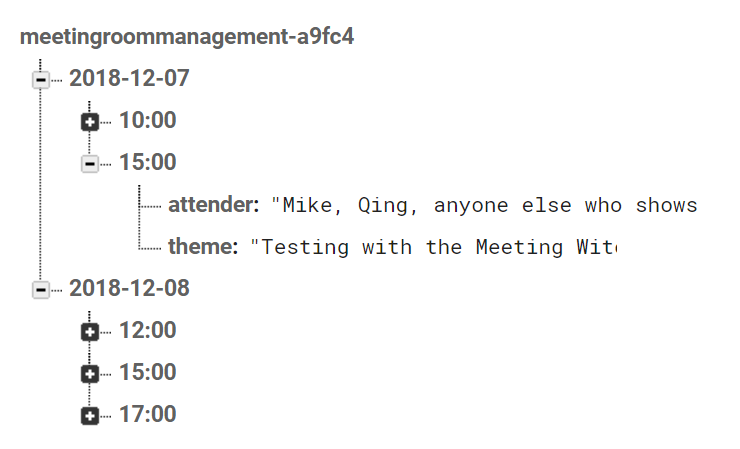 meetingroommanagement-a9fc4
2018-12-07
10:00
15:00
attender: "Mike, Qing, anyone else who shows
theme: "Testing with the Meeting
2018-12-08
12:00
15:00
17:00